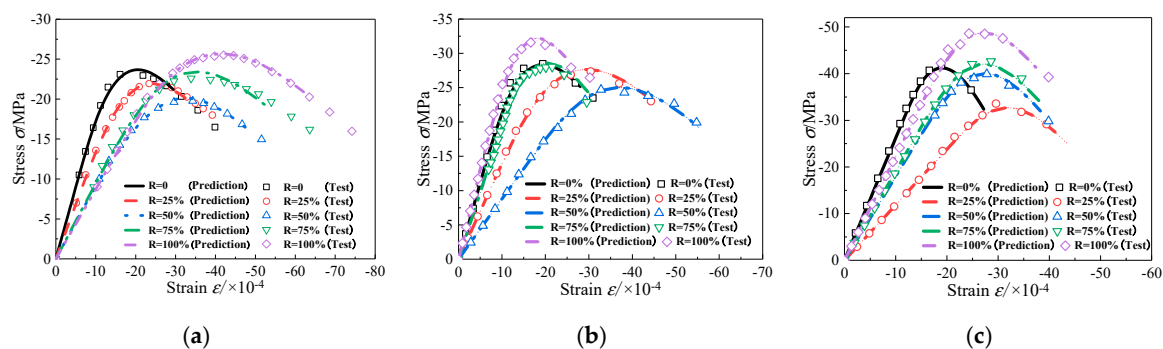 -30
-25
-20
-15
-10
-5
0
Stress σ/MPa
R=0 (Prediction) R=0 (Test)
R=25% (Prediction) R=25% (Test)
R=50% (Prediction) R=50% (Test)
R=75% (Prediction) R=75% (Test)
R=100% (Prediction) R=100% (Test)
0 -10 -20 -30 -40 -50 -60 -70 -80
Strain ε/×10-4
(a)
-35
-30
-25
-20
-15
-10
-5
0
Stress σ/MPa
R=0% (Prediction) R=0% (Test)
R=25% (Prediction) R=25% (Test)
R=50% (Prediction) R=50% (Test)
R=75% (Prediction) R=75% (Test)
R=100% (Prediction) R=100% (Test)
0 -10 -20 -30 -40 -50 -60 -70
Strain ε/×10-4
(b)
-50
-40
-30
-20
-10
0
Stress σ/MPa
R=0% (Prediction) R=0% (Test)
R=25% (Prediction) R=25% (Test)
R=50% (Prediction) R=50% (Test)
R=75% (Prediction) R=75% (Test)
R=100% (Prediction) R=100% (Test)
0 -10 -20 -30 -40 -50 -60
Strain ε/×10-4
(c)